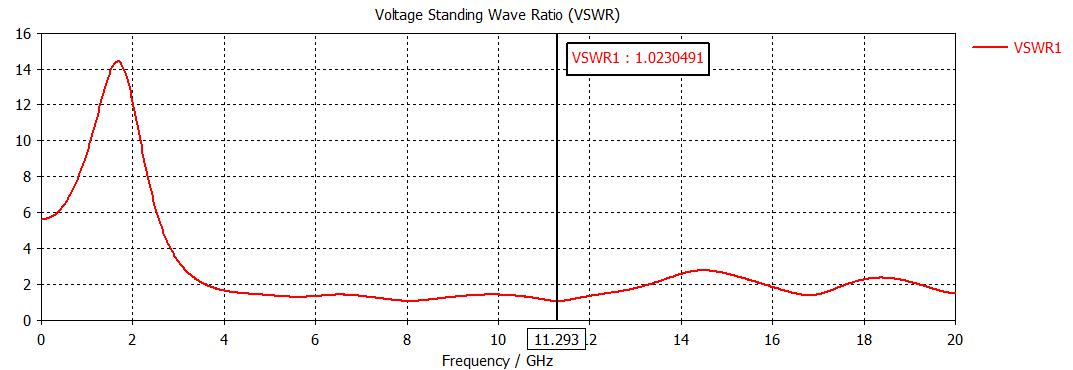 Voltage Standing Wave Ratio (VSWR)
16
14
12
10
8
6
4
2
0
VSWR1 : 1.0230491
VSWR1
0 2 4 6 8 10 11.293 .2 14 16 18 20
Frequency / GHz